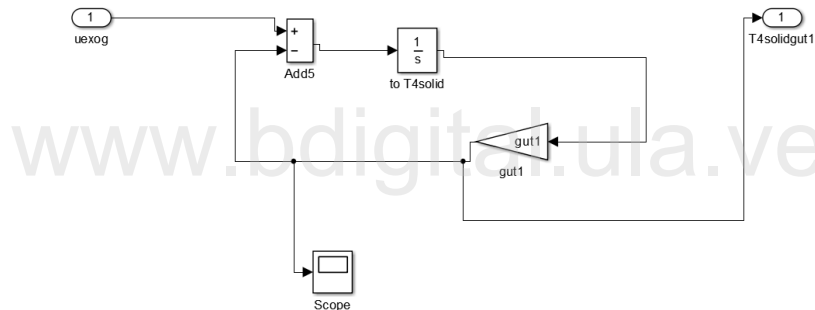 1
uexog
+
−
Add5
1
s
to T4solid
1
T4solidgut1
gut1
gut1
www.bdigital.ula.ve
Scope